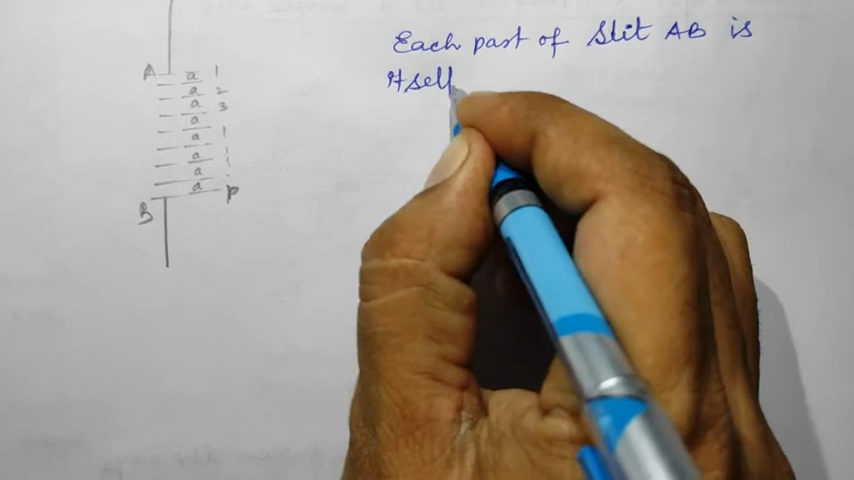 Each part of Slit AB is
itself
A a 1
a 2
a 3
a
a
a
a
a p
B